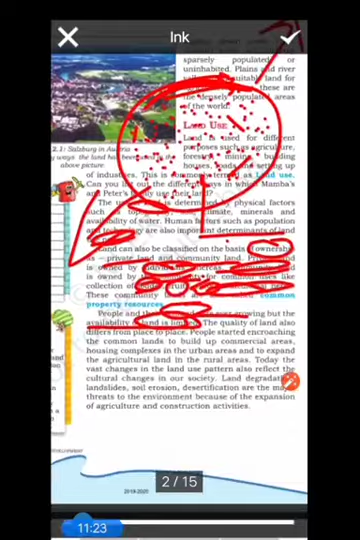 Ink
sparsely populated or
uninhabited. Plains and river
suitable land for
these are
the densely populated areas
of the world.
LAND USE
Land is used for different
purposes such as agriculture,
forestry, mining, building
houses, roads and setting up
of industries. This is commonly termed as Land use.
Can you list out the different ways in which Mamba's
and Peter's family use their land?
The use of land is determined by physical factors
such as topography, soil, climate, minerals and
availability of water. Human factors such as population
and technology are also important determinants of land
Land can also be classified on the basis of ownership
as – private land and community land.
is owned by individuals whereas
is owned by the community for common uses like
collection of
These community lands are also called common
property resources.
People and their demands are ever growing but the
availability of land is limited. The quality of land also
differs from place to place. People started encroaching
the common lands to build up commercial areas,
housing complexes in the urban areas and to expand
the agricultural land in the rural areas. Today the
vast changes in the land use pattern also reflect the
cultural changes in our society. Land degradation,
landslides, soil erosion, desertification are the major
threats to the environment because of the expansion
of agriculture and construction activities.
2.1: Salzburg in Austria
ways the land has been used in the
above picture
2 / 15
2019-2020
11:23